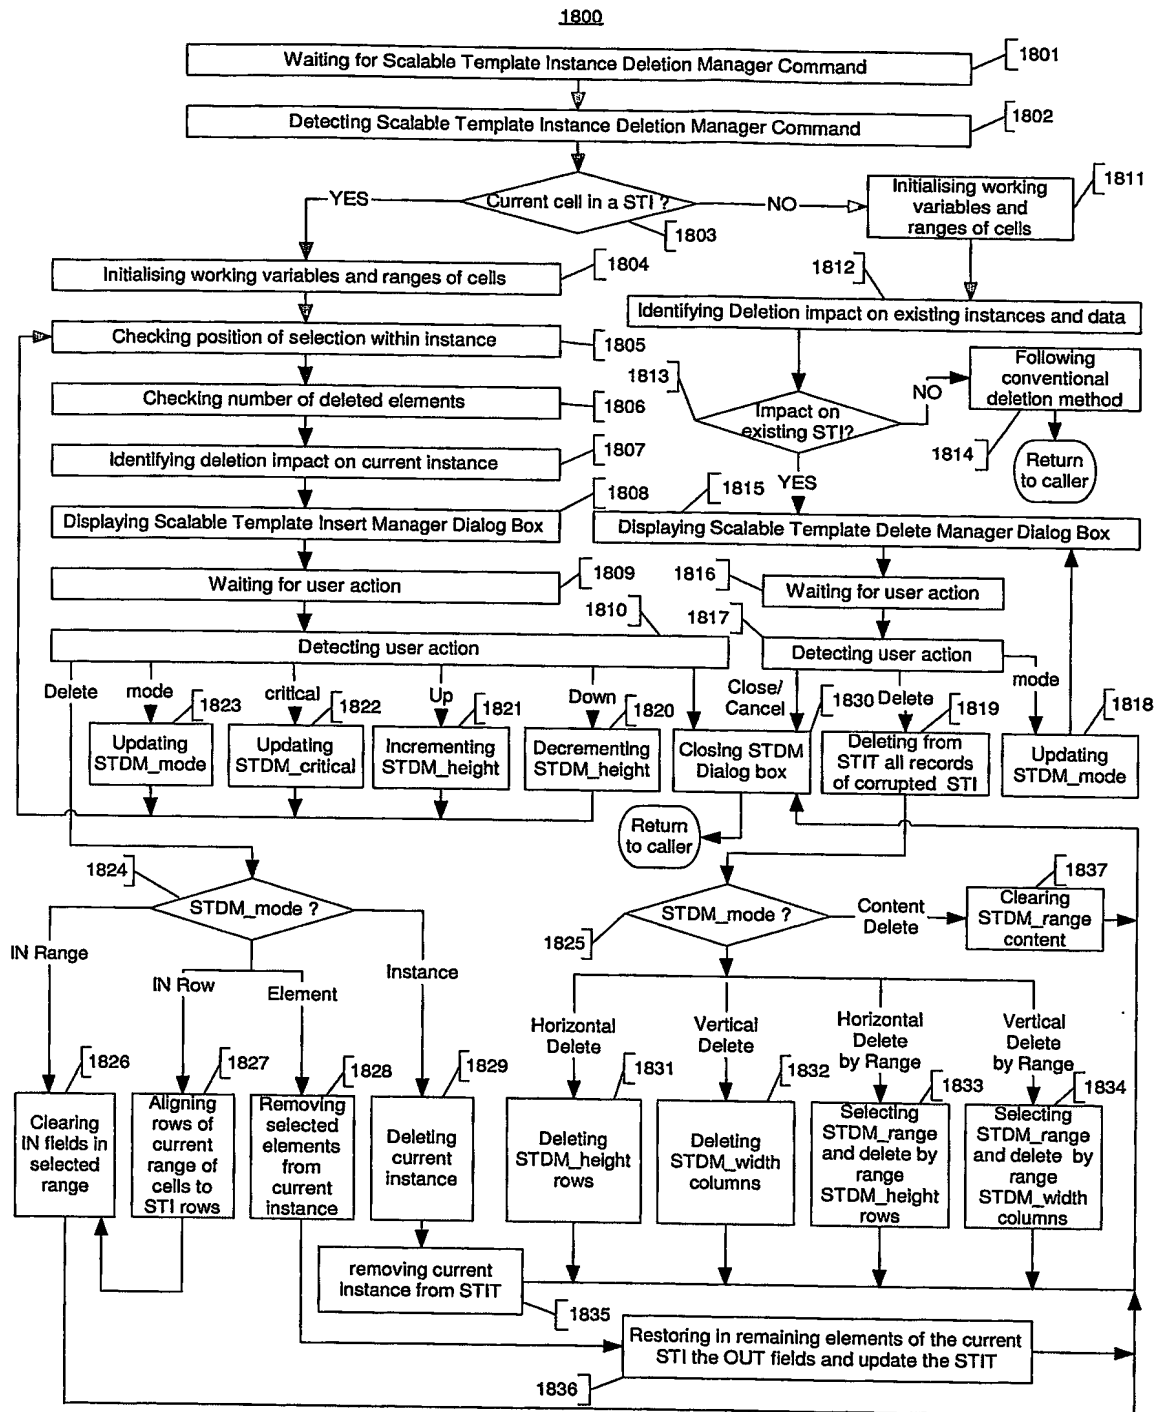 1800
Waiting for Scalable Template Instance Deletion Manager Command
1801
Detecting Scalable Template Instance Deletion Manager Command
1802
Current cell in a STI ?
1803
YES
NO
Initialising working
variables and
ranges of cells
1811
Initialising working variables and ranges of cells
1804
1812
Identifying Deletion impact on existing instances and data
Checking position of selection within instance
1805
1813
Impact on
existing STI?
NO
Following
conventional
deletion method
1814
Return
to caller
Checking number of deleted elements
1806
Identifying deletion impact on current instance
1807
YES
1808
1815
Displaying Scalable Template Insert Manager Dialog Box
Displaying Scalable Template Delete Manager Dialog Box
Waiting for user action
1809
1816
Waiting for user action
1810
1817
Detecting user action
Detecting user action
Delete
mode
1823
critical
1822
Up
1821
Down
1820
Close/
Cancel
1830
Delete
1819
mode
1818
Updating
STDM_mode
Updating
STDM_critical
Incrementing
STDM_height
Decrementing
STDM_height
Closing STDM
Dialog box
Deleting from
STIT all records
of corrupted STI
Updating
STDM_mode
Return
to caller
1824
STDM_mode ?
1825
STDM_mode ?
Content
Delete
1837
Clearing
STDM_range
content
IN Range
IN Row
Element
Instance
Horizontal
Delete
Vertical
Delete
Horizontal
Delete
by Range
Vertical
Delete
by Range
1826
1827
1828
1829
1831
1832
1833
1834
Clearing
IN fields in
selected
range
Aligning
rows of
current
range of
cells to
STI rows
Removing
selected
elements
from
current
instance
Deleting
current
instance
Deleting
STDM_height
rows
Deleting
STDM_width
columns
Selecting
STDM_range
and delete by
range
STDM_height
rows
Selecting
STDM_range
and delete by
range
STDM_width
columns
removing current
instance from STIT
1835
Restoring in remaining elements of the current
STI the OUT fields and update the STIT
1836